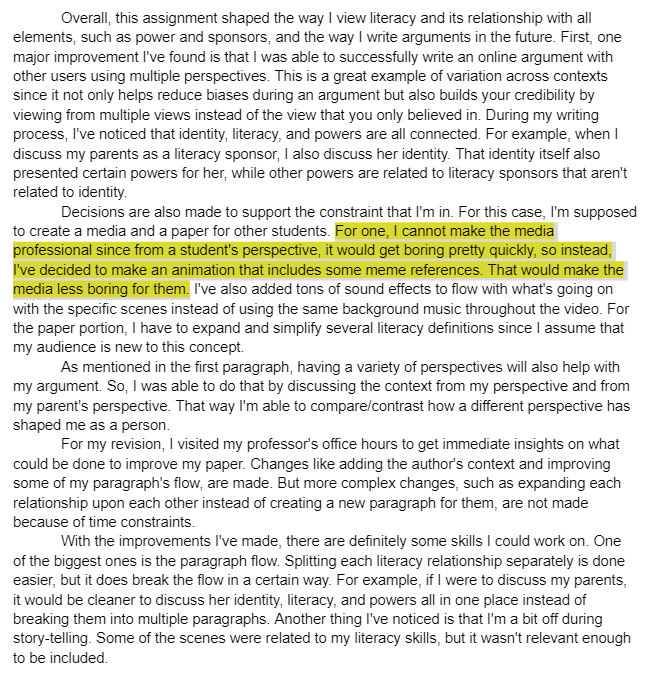 Overall, this assignment shaped the way I view literacy and its relationship with all
elements, such as power and sponsors, and the way I write arguments in the future. First, one
major improvement I've found is that I was able to successfully write an online argument with
other users using multiple perspectives. This is a great example of variation across contexts
since it not only helps reduce biases during an argument but also builds your credibility by
viewing from multiple views instead of the view that you only believed in. During my writing
process, I've noticed that identity, literacy, and powers are all connected. For example, when I
discuss my parents as a literacy sponsor, I also discuss her identity. That identity itself also
presented certain powers for her, while other powers are related to literacy sponsors that aren't
related to identity.
Decisions are also made to support the constraint that I'm in. For this case, I'm supposed
to create a media and a paper for other students. For one, I cannot make the media
professional since from a student's perspective, it would get boring pretty quickly, so instead,
I've decided to make an animation that includes some meme references. That would make the
media less boring for them. I've also added tons of sound effects to flow with what's going on
with the specific scenes instead of using the same background music throughout the video. For
the paper portion, I have to expand and simplify several literacy definitions since I assume that
my audience is new to this concept.
As mentioned in the first paragraph, having a variety of perspectives will also help with
my argument. So, I was able to do that by discussing the context from my perspective and from
my parent's perspective. That way I'm able to compare/contrast how a different perspective has
shaped me as a person.
For my revision, I visited my professor's office hours to get immediate insights on what
could be done to improve my paper. Changes like adding the author's context and improving
some of my paragraph's flow, are made. But more complex changes, such as expanding each
relationship upon each other instead of creating a new paragraph for them, are not made
because of time constraints.
With the improvements I've made, there are definitely some skills I could work on. One
of the biggest ones is the paragraph flow. Splitting each literacy relationship separately is done
easier, but it does break the flow in a certain way. For example, if I were to discuss my parents,
it would be cleaner to discuss her identity, literacy, and powers all in one place instead of
breaking them into multiple paragraphs. Another thing I've noticed is that I'm a bit off during
story-telling. Some of the scenes were related to my literacy skills, but it wasn't relevant enough
to be included.